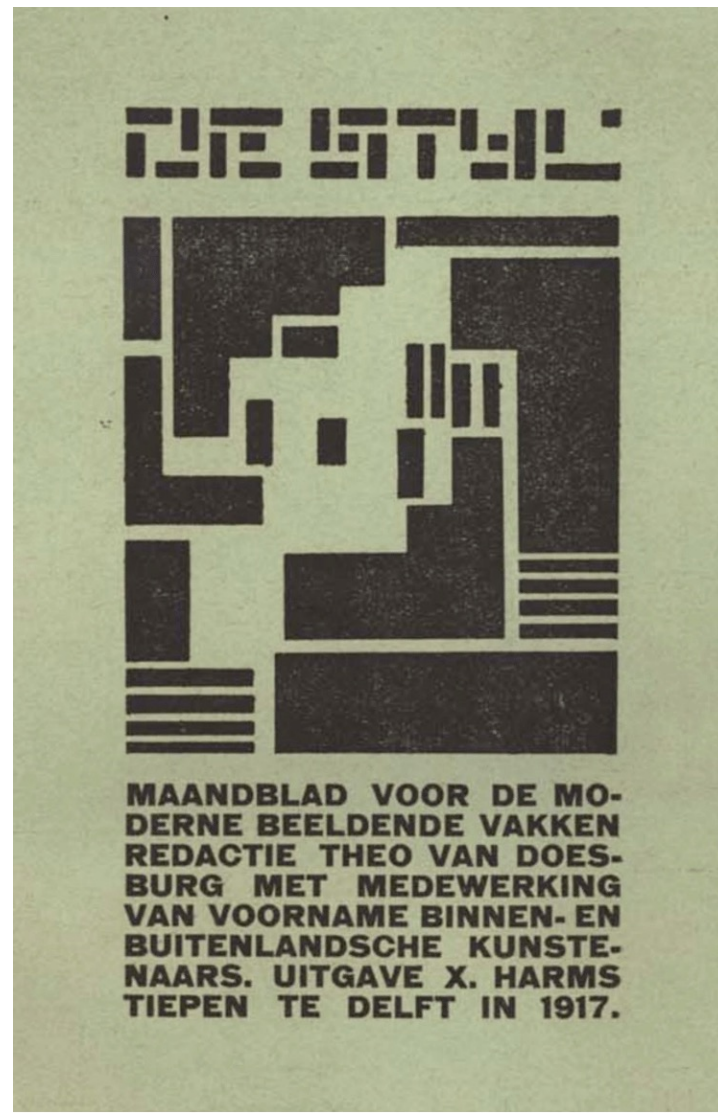 DE STYL
MAANDBLAD VOOR DE MO-
DERNE BEELDENDE VAKKEN
REDACTIE THEO VAN DOES-
BURG MET MEDEWERKING
VAN VOORNAME BINNEN- EN
BUITENLANDSCHE KUNSTE-
NAARS. UITGAVE X. HARMS
TIEPEN TE DELFT IN 1917.